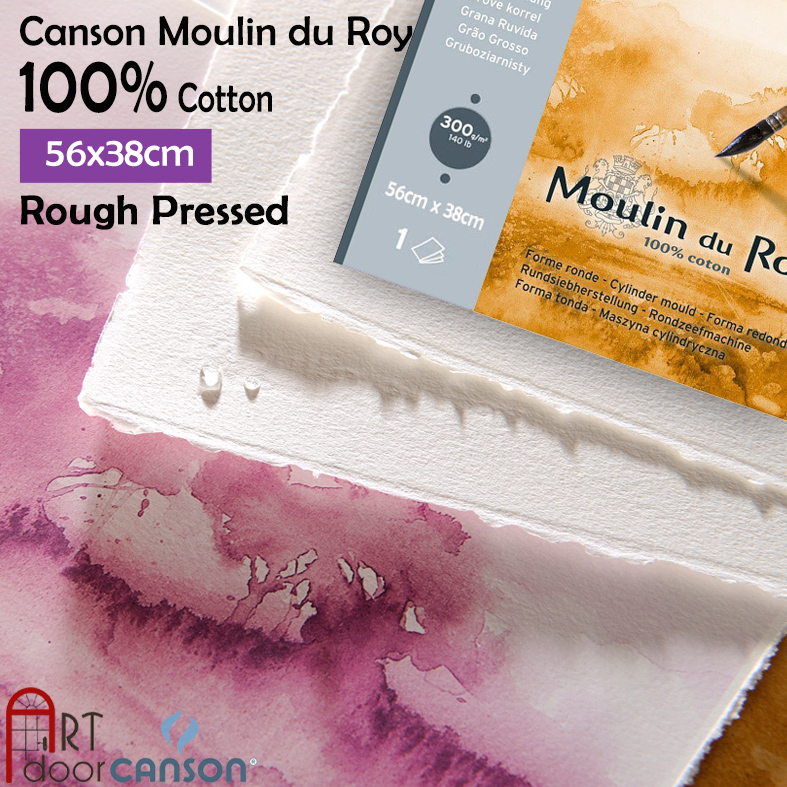 Canson Moulin du Roy
100% Cotton
56x38cm
Rough Pressed
Grana Ruvida
Grão Grosso
Gruboziarnisty
300g/m²
140 lb
56cm x 38cm
1
Moulin du Ro
100% coton
Forme ronde - Cylinder mould - Forma redond
Rundsiebherstellung - Rondzeefmachine
Forma tonda - Maszyna cylindryczna
ART
door canson®